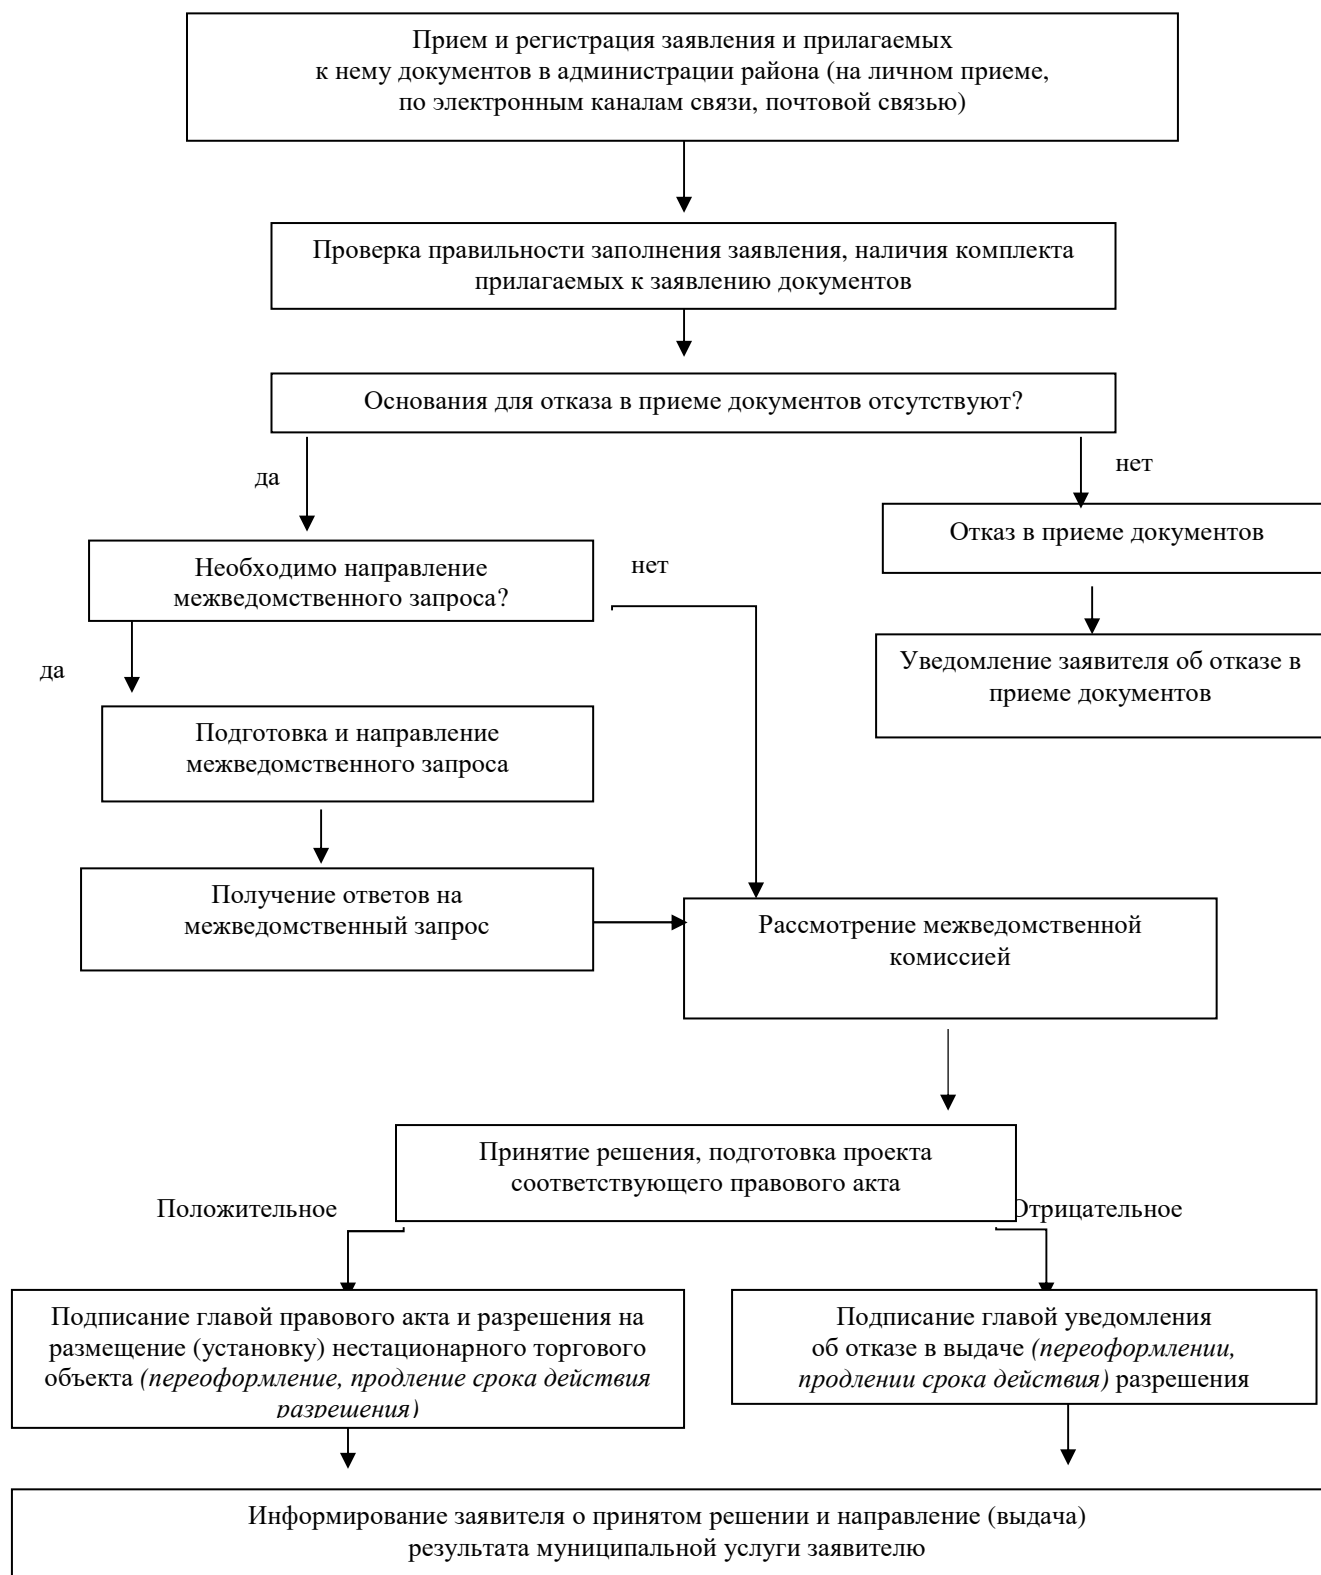 Прием и регистрация заявления и прилагаемых
к нему документов в администрации района (на личном приеме,
по электронным каналам связи, почтовой связью)
Проверка правильности заполнения заявления, наличия комплекта
прилагаемых к заявлению документов
Основания для отказа в приеме документов отсутствуют?
да
нет
Отказ в приеме документов
Необходимо направление
межведомственного запроса?
нет
Уведомление заявителя об отказе в
приеме документов
да
Подготовка и направление
межведомственного запроса
Получение ответов на
межведомственный запрос
Рассмотрение межведомственной
комиссией
Принятие решения, подготовка проекта
соответствующего правового акта
Положительное
Отрицательное
Подписание главой правового акта и разрешения на
размещение (установку) нестационарного торгового
объекта (переоформление, продление срока действия
разрешения)
Подписание главой уведомления
об отказе в выдаче (переоформлении,
продлении срока действия) разрешения
Информирование заявителя о принятом решении и направление (выдача)
результата муниципальной услуги заявителю